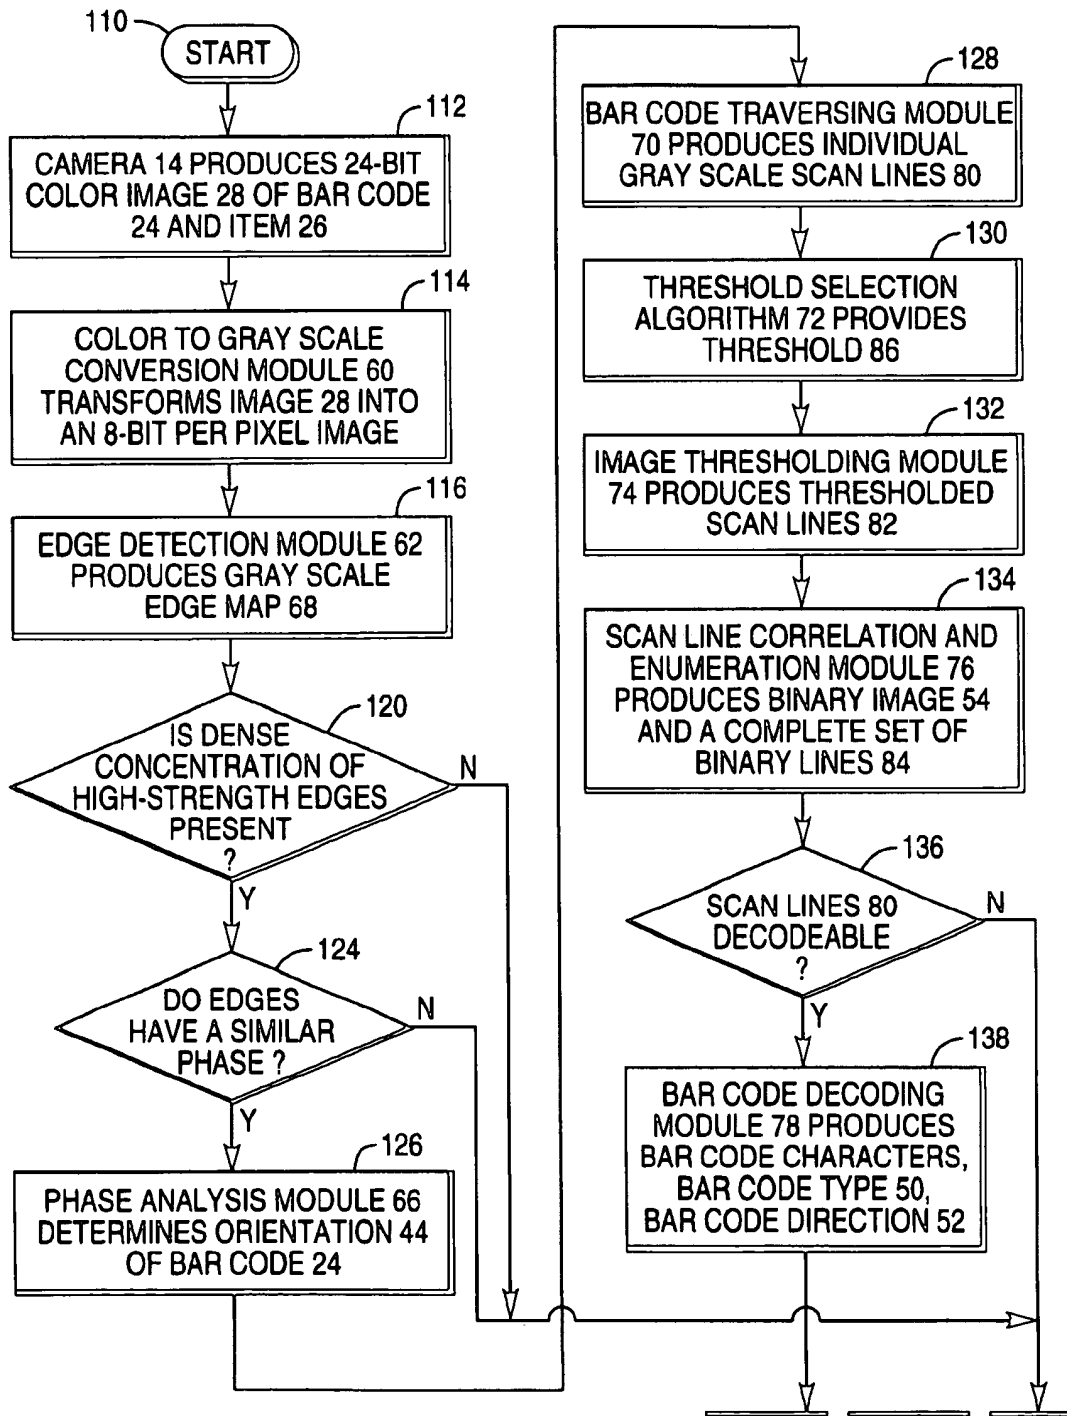 110
START
112
CAMERA 14 PRODUCES 24-BIT
COLOR IMAGE 28 OF BAR CODE
24 AND ITEM 26
114
COLOR TO GRAY SCALE
CONVERSION MODULE 60
TRANSFORMS IMAGE 28 INTO
AN 8-BIT PER PIXEL IMAGE
116
EDGE DETECTION MODULE 62
PRODUCES GRAY SCALE
EDGE MAP 68
120
IS DENSE
CONCENTRATION OF
HIGH-STRENGTH EDGES
PRESENT
?
N
Y
124
DO EDGES
HAVE A SIMILAR
PHASE ?
N
Y
126
PHASE ANALYSIS MODULE 66
DETERMINES ORIENTATION 44
OF BAR CODE 24
128
BAR CODE TRAVERSING MODULE
70 PRODUCES INDIVIDUAL
GRAY SCALE SCAN LINES 80
130
THRESHOLD SELECTION
ALGORITHM 72 PROVIDES
THRESHOLD 86
132
IMAGE THRESHOLDING MODULE
74 PRODUCES THRESHOLDED
SCAN LINES 82
134
SCAN LINE CORRELATION AND
ENUMERATION MODULE 76
PRODUCES BINARY IMAGE 54
AND A COMPLETE SET OF
BINARY LINES 84
136
SCAN LINES 80
DECODEABLE
?
N
Y
138
BAR CODE DECODING
MODULE 78 PRODUCES
BAR CODE CHARACTERS,
BAR CODE TYPE 50,
BAR CODE DIRECTION 52